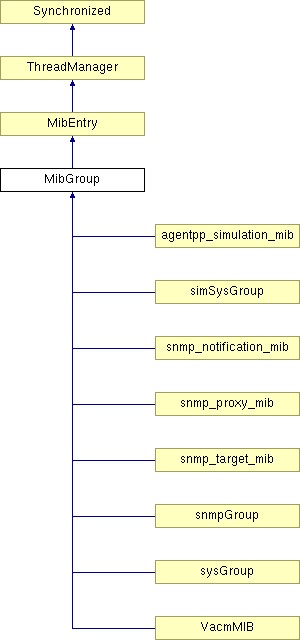 Synchronized
ThreadManager
MibEntry
MibGroup
agentpp_simulation_mib
simSysGroup
snmp_notification_mib
snmp_proxy_mib
snmp_target_mib
snmpGroup
sysGroup
VacmMIB